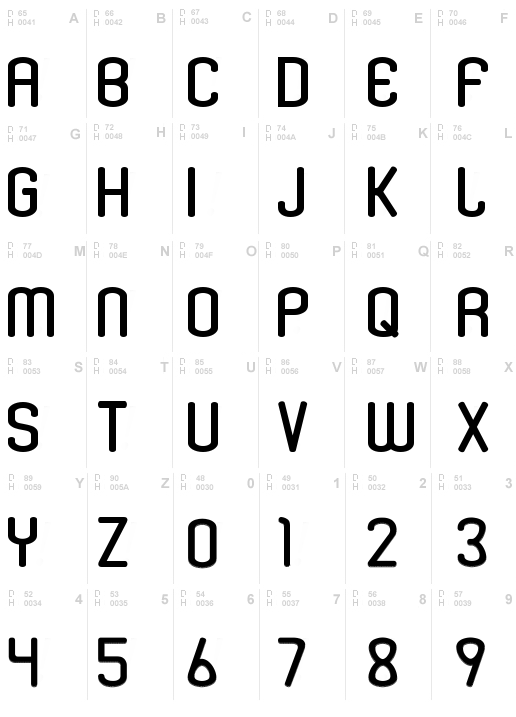 D 65 H 0041 A D 66 H 0042 B D 67 H 0043 C D 68 H 0044 D D 69 H 0045 E D 70 H 0046 F
A B C D E F
D 71 H 0047 G D 72 H 0048 H D 73 H 0049 I D 74 H 004A J D 75 H 004B K D 76 H 004C L
G H I J K L
D 77 H 004D M D 78 H 004E N D 79 H 004F O D 80 H 0050 P D 81 H 0051 Q D 82 H 0052 R
M N O P Q R
D 83 H 0053 S D 84 H 0054 T D 85 H 0055 U D 86 H 0056 V D 87 H 0057 W D 88 H 0058 X
S T U V W X
D 89 H 0059 Y D 90 H 005A Z D 48 H 0030 0 D 49 H 0031 1 D 50 H 0032 2 D 51 H 0033 3
Y Z 0 1 2 3
D 52 H 0034 4 D 53 H 0035 5 D 54 H 0036 6 D 55 H 0037 7 D 56 H 0038 8 D 57 H 0039 9
4 5 6 7 8 9